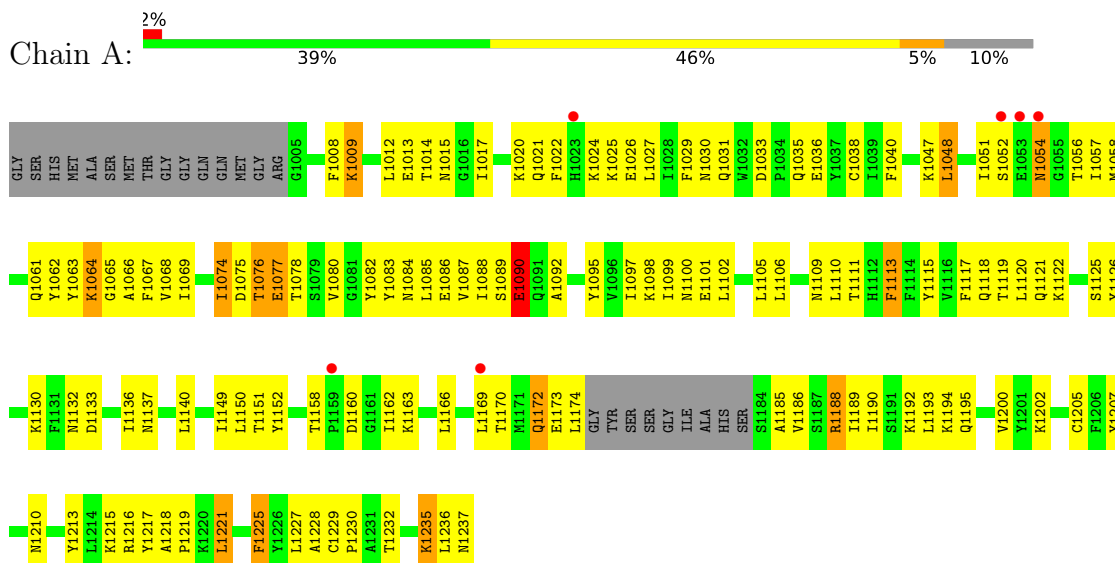 2%
Chain A:
39% 46% 5% 10%
GLY SER HIS MET ALA SER MET THR GLY GLY GLN GLN MET GLY ARG G1005 F1008 K1009 L1012 E1013 T1014 N1015 G1016 I1017 K1020 Q1021 F1022 H1023 K1024 K1025 E1026 L1027 I1028 F1029 N1030 Q1031 W1032 D1033 P1034 Q1035 E1036 Y1037 C1038 I1039 F1040 K1047 L1048 I1051 S1052 E1053 N1054 G1055 T1056 I1057 M1058
Q1061 Y1062 Y1063 K1064 G1065 A1066 F1067 V1068 I1069 I1074 D1075 T1076 E1077 T1078 S1079 V1080 G1081 Y1082 Y1083 N1084 L1085 E1086 V1087 I1088 S1089 E1090 Q1091 A1092 Y1095 V1096 I1097 K1098 I1099 N1100 E1101 L1102 L1105 L1106 N1109 L1110 T1111 H1112 F1113 F1114 Y1115 V1116 F1117 Q1118 T1119 L1120 Q1121 K1122 S1125
K1130 F1131 N1132 D1133 I1136 N1137 L1140 I1149 L1150 T1151 Y1152 T1158 P1159 D1160 G1161 I1162 K1163 L1166 L1169 T1170 M1171 Q1172 E1173 L1174 GLY TYR SER SER GLY ILE ALA HIS SER S1184 A1185 V1186 S1187 R1188 I1189 I1190 S1191 K1192 L1193 K1194 Q1195 V1200 Y1201 K1202 C1205 F1206
N1210 Y1213 L1214 K1215 R1216 Y1217 A1218 P1219 K1220 L1221 F1225 Y1226 L1227 A1228 C1229 P1230 A1231 T1232 K1235 L1236 N1237